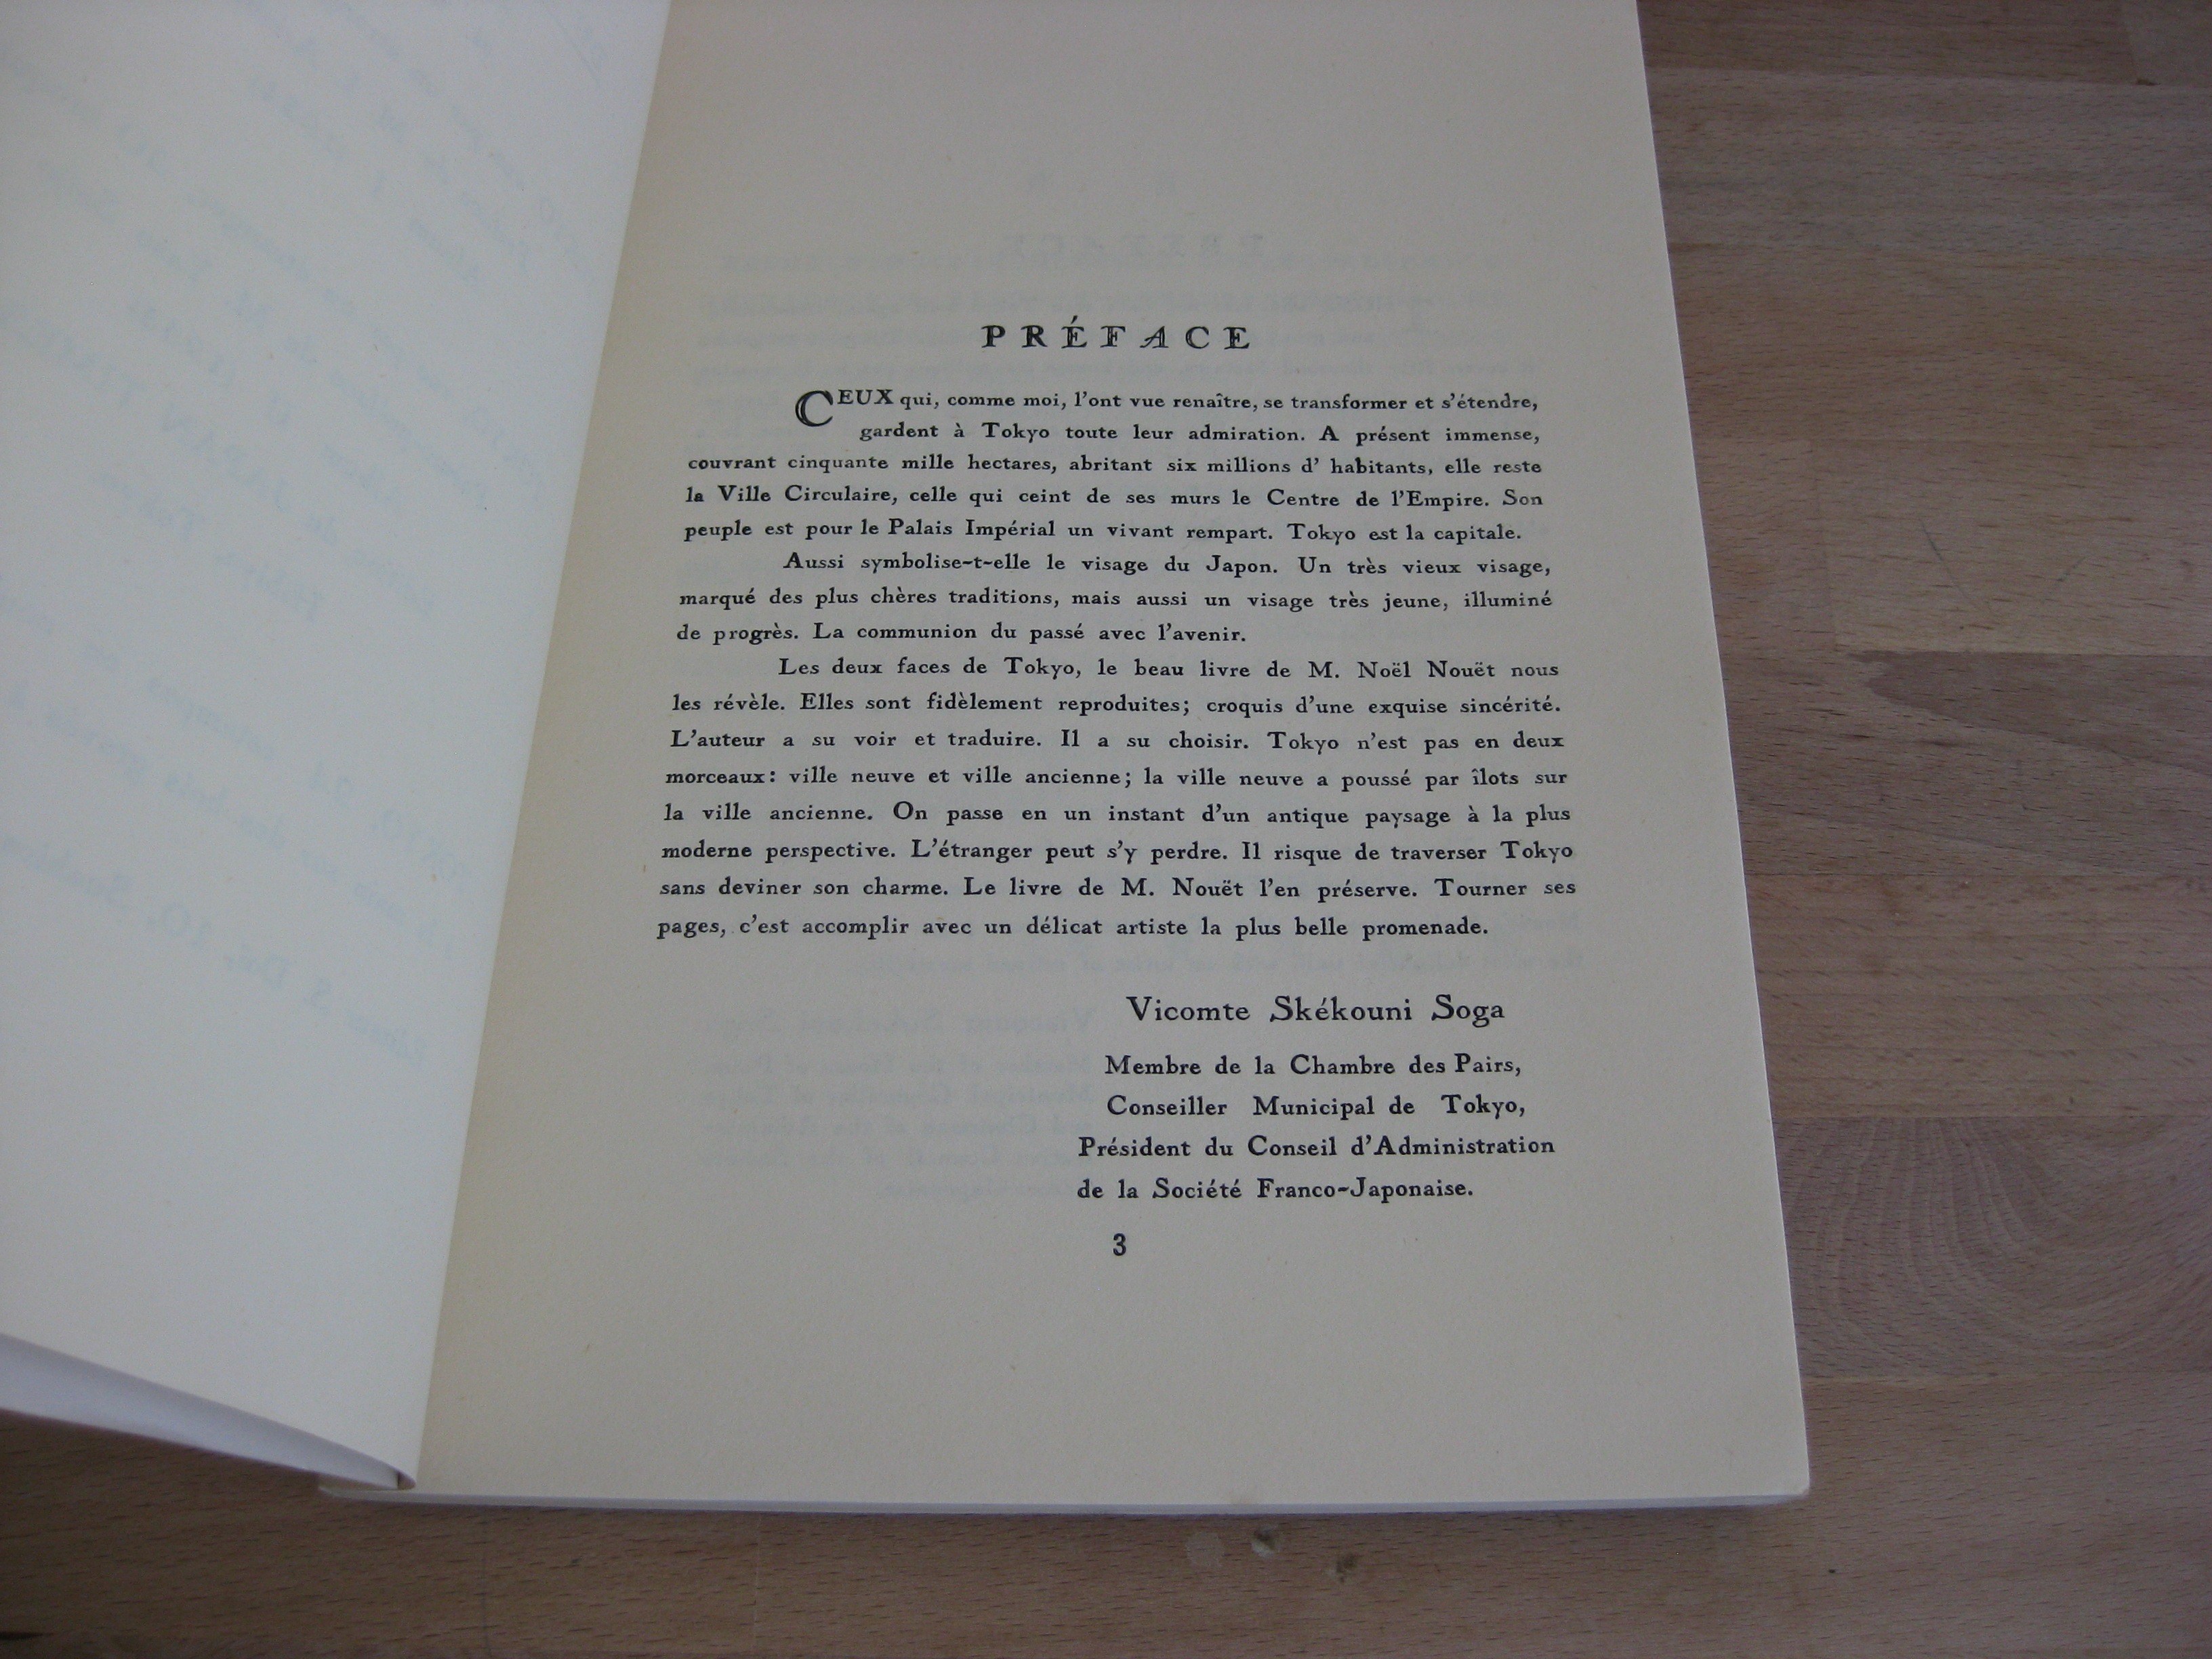 PRÉFACE
CEUX qui, comme moi, l'ont vue renaître, se transformer et s'étendre,
gardent à Tokyo toute leur admiration. A présent immense,
couvrant cinquante mille hectares, abritant six millions d' habitants, elle reste
la Ville Circulaire, celle qui ceint de ses murs le Centre de l'Empire. Son
peuple est pour le Palais Impérial un vivant rempart. Tokyo est la capitale.
Aussi symbolise-t-elle le visage du Japon. Un très vieux visage,
marqué des plus chères traditions, mais aussi un visage très jeune, illuminé
de progrès. La communion du passé avec l'avenir.
Les deux faces de Tokyo, le beau livre de M. Noël Nouët nous
les révèle. Elles sont fidèlement reproduites; croquis d'une exquise sincérité.
L'auteur a su voir et traduire. Il a su choisir. Tokyo n'est pas en deux
morceaux: ville neuve et ville ancienne; la ville neuve a poussé par îlots sur
la ville ancienne. On passe en un instant d'un antique paysage à la plus
moderne perspective. L'étranger peut s'y perdre. Il risque de traverser Tokyo
sans deviner son charme. Le livre de M. Nouët l'en préserve. Tourner ses
pages, c'est accomplir avec un délicat artiste la plus belle promenade.
Vicomte Skékouni Soga
Membre de la Chambre des Pairs,
Conseiller Municipal de Tokyo,
Président du Conseil d'Administration
de la Société Franco-Japonaise.
3